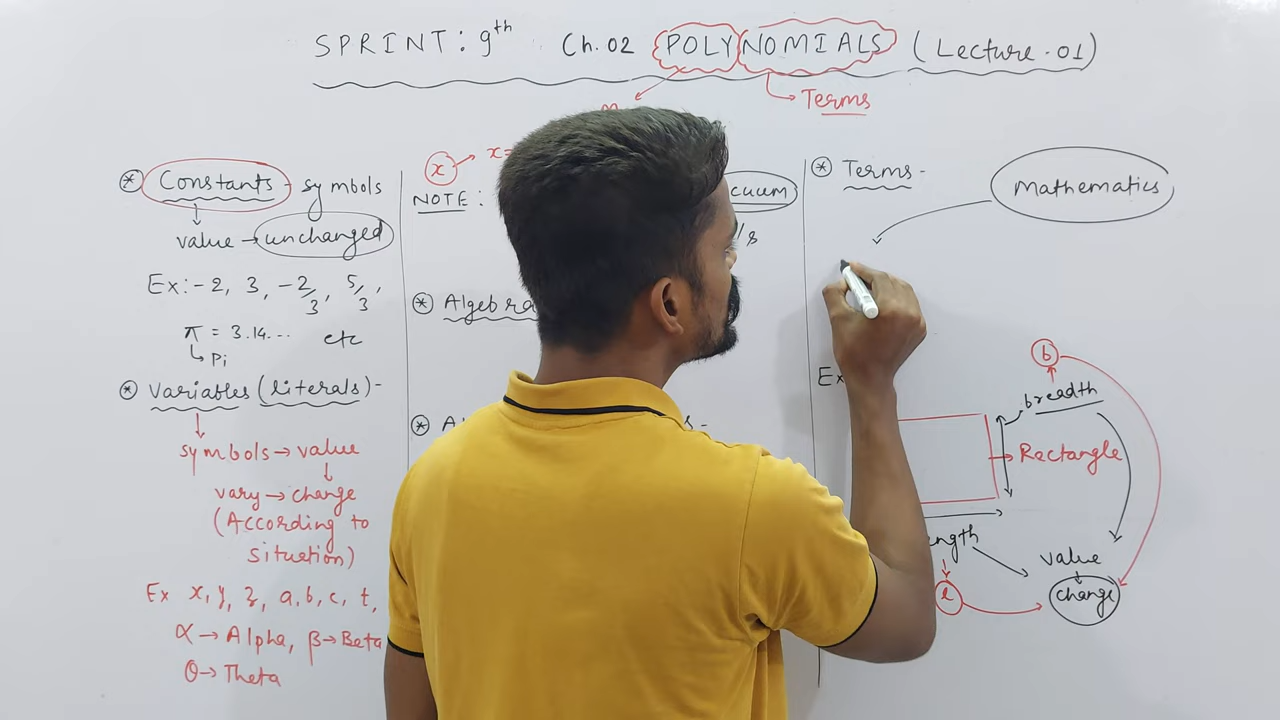 SPRINT: 9th Ch. 02 POLYNOMIALS (Lecture-01)
Terms
* Constants - symbols
value → unchanged
Ex:- 2, 3, -2/3, 5/3,
π = 3.14... etc
Pi
* Variables (literals)-
symbols → value
vary → change
(According to
situation)
Ex x, y, z, a, b, c, t,
α → Alpha, β → Beta
θ → Theta
x → x=
NOTE:
/s
*
*
* Terms -
Mathematics
Ex
b
breadth
Rectangle
value
l
change